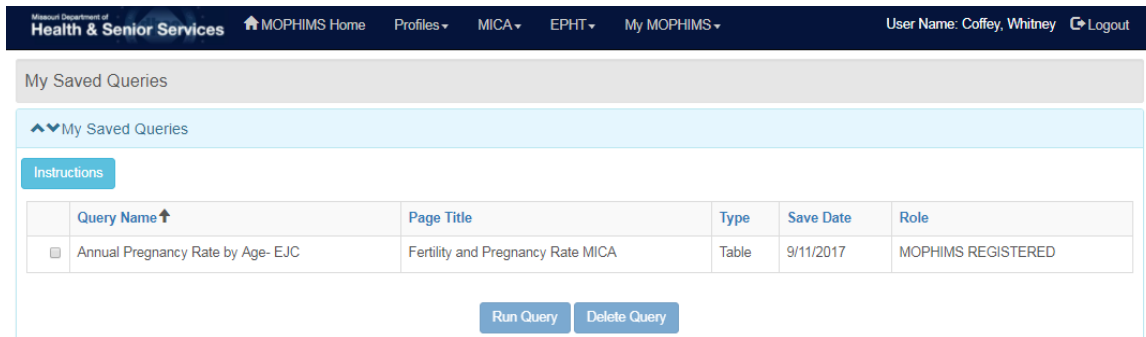 Missouri Department of
Health & Senior Services MOPHIMS Home Profiles MICA EPHT My MOPHIMS User Name: Coffey, Whitney Logout
My Saved Queries
My Saved Queries
Instructions
Query Name Page Title Type Save Date Role
Annual Pregnancy Rate by Age- EJC Fertility and Pregnancy Rate MICA Table 9/11/2017 MOPHIMS REGISTERED
Run Query Delete Query